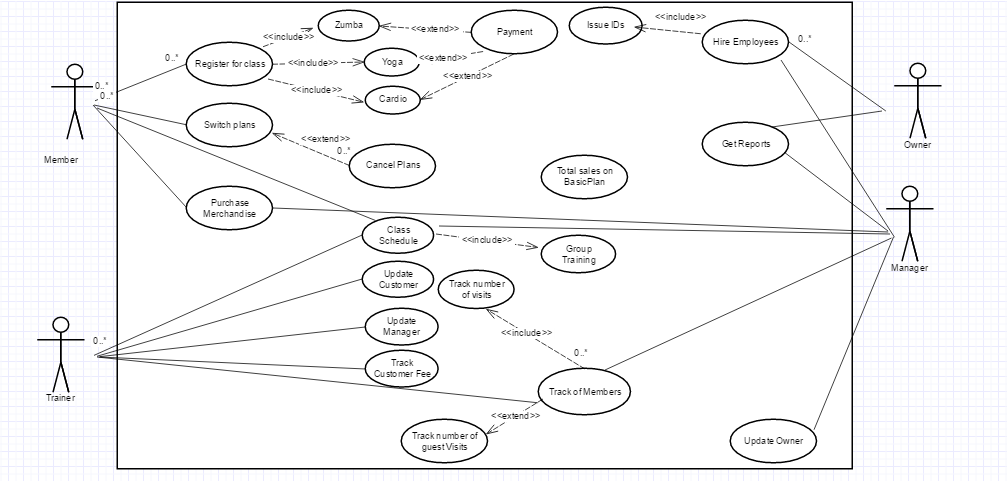 Zumba
<<include>>
<<extend>>
Payment
Issue IDs
<<include>>
Hire Employees
0..*
0..*
Register for class
<<include>>
Yoga
<<extend>>
<<extend>>
<<include>>
Cardio
0..*
0..*
Member
Switch plans
<<extend>>
0..*
Cancel Plans
Get Reports
Owner
Total sales on
BasicPlan
Purchase
Merchandise
Class
Schedule
<<include>>
Group
Training
Manager
Update
Customer
Track number
of visits
Update
Manager
<<include>>
0..*
0..*
Track
Customer Fee
Track of Members
Trainer
<<extend>>
Track number of
guest Visits
Update Owner